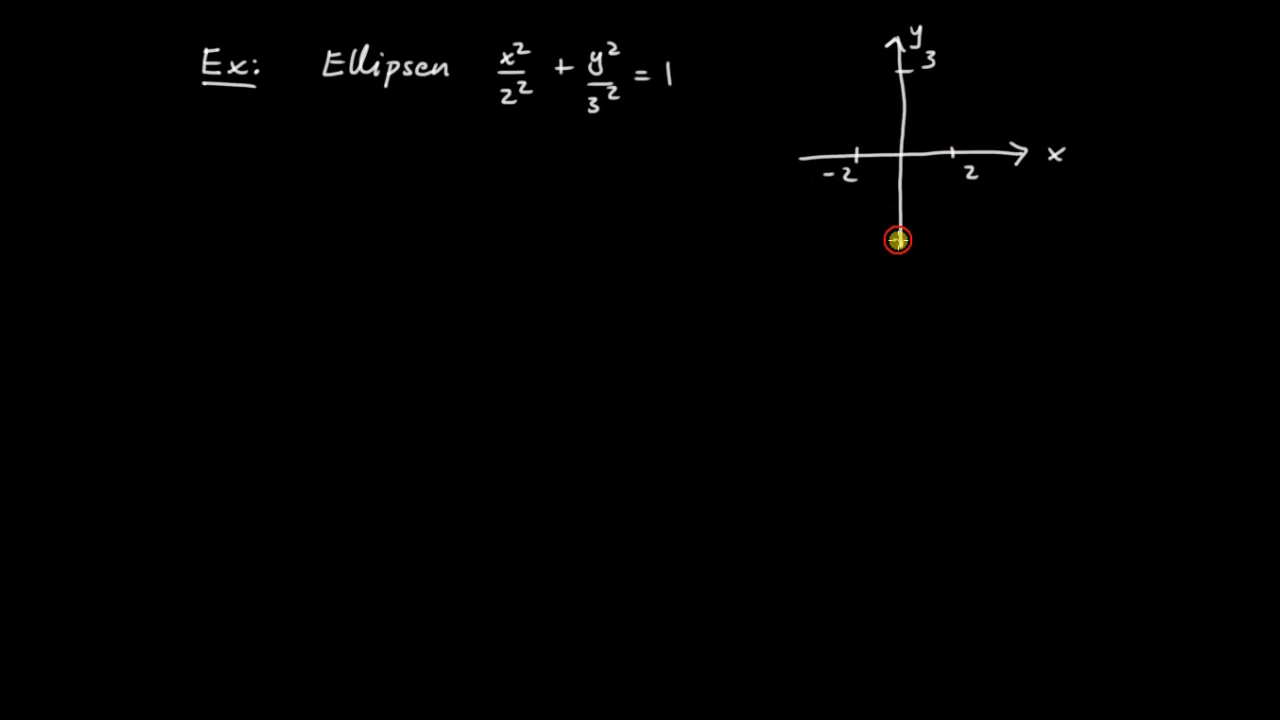 Ex: Ellipsen x²/2² + y²/3² = 1
y
3
x
-2 2